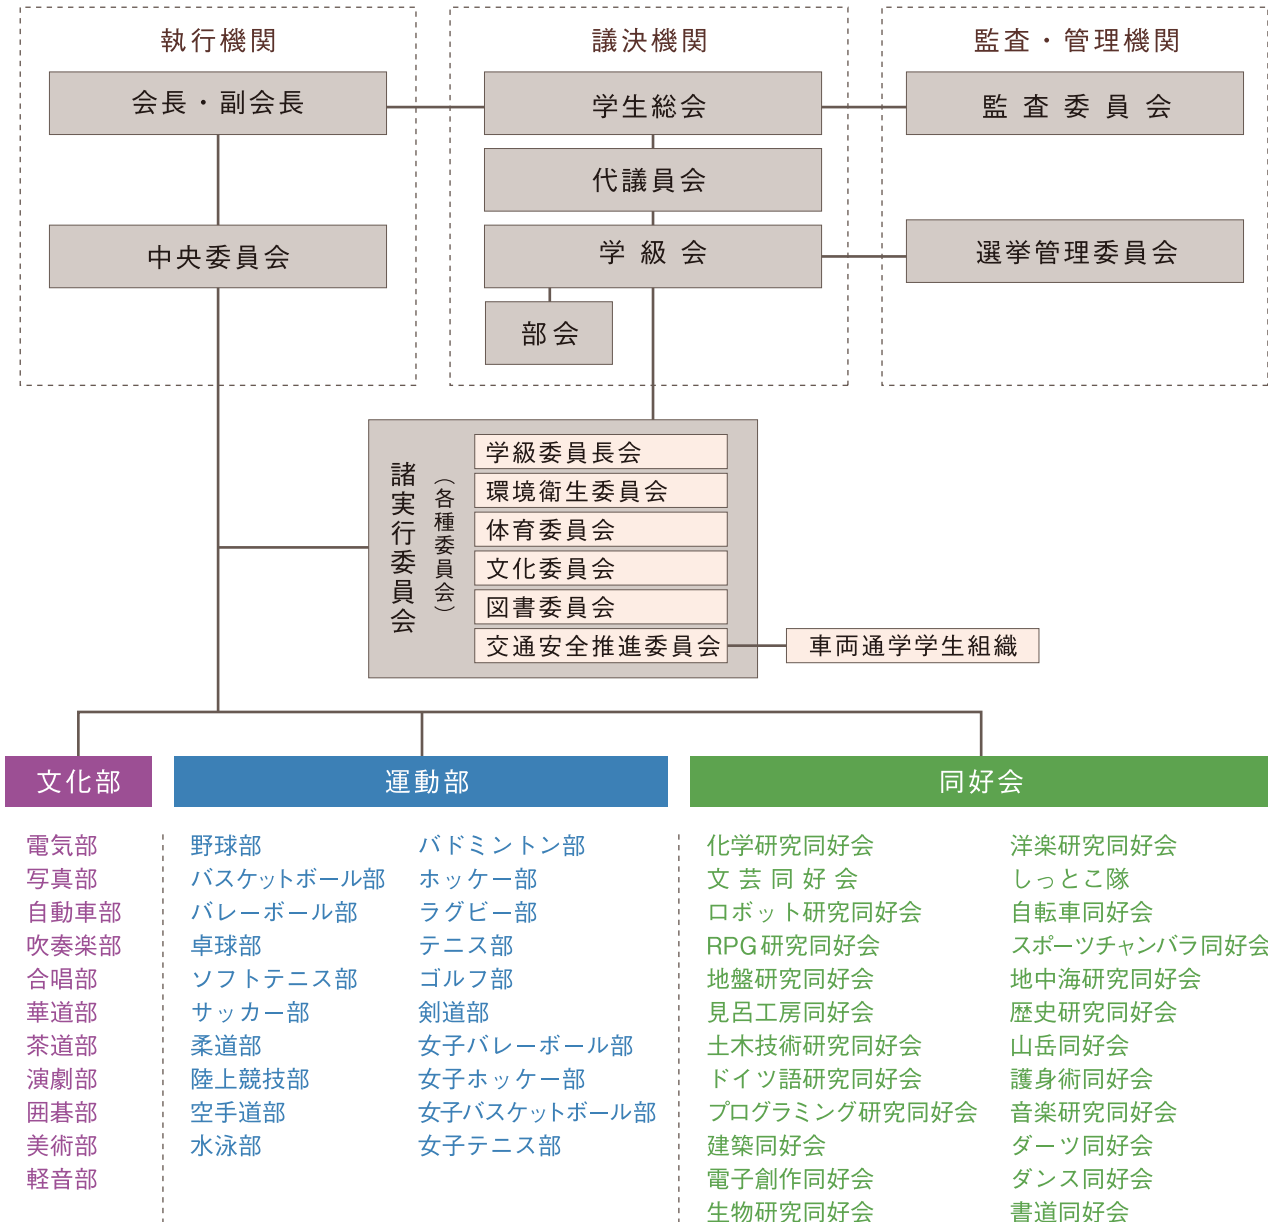 執行機関
会長・副会長
中央委員会
議決機関
学生総会
代議員会
学級会
部会
監査・管理機関
監査委員会
選挙管理委員会
諸実行委員会
（各種委員会）
学級委員長会
環境衛生委員会
体育委員会
文化委員会
図書委員会
交通安全推進委員会
車両通学学生組織
文化部
電気部
写真部
自動車部
吹奏楽部
合唱部
華道部
茶道部
演劇部
囲碁部
美術部
軽音部
運動部
野球部
バスケットボール部
バレーボール部
卓球部
ソフトテニス部
サッカー部
柔道部
陸上競技部
空手道部
水泳部
バドミントン部
ホッケー部
ラグビー部
テニス部
ゴルフ部
剣道部
女子バレーボール部
女子ホッケー部
女子バスケットボール部
女子テニス部
同好会
化学研究同好会
文芸同好会
ロボット研究同好会
RPG研究同好会
地盤研究同好会
見呂工房同好会
土木技術研究同好会
ドイツ語研究同好会
プログラミング研究同好会
建築同好会
電子創作同好会
生物研究同好会
洋楽研究同好会
しっとこ隊
自転車同好会
スポーツチャンバラ同好会
地中海研究同好会
歴史研究同好会
山岳同好会
護身術同好会
音楽研究同好会
ダーツ同好会
ダンス同好会
書道同好会